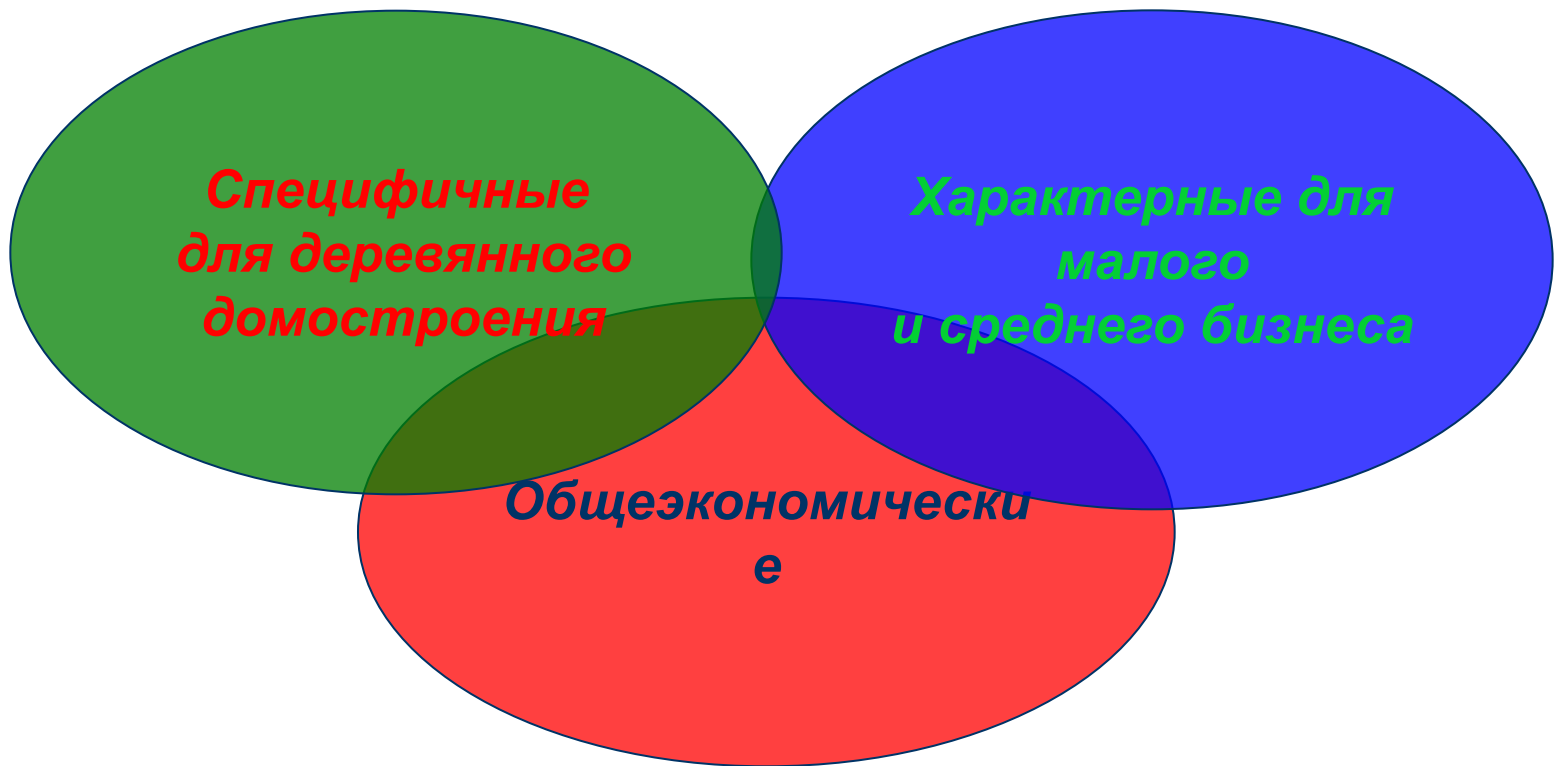 Специфичные
для деревянного
домостроения
Характерные для
малого
и среднего бизнеса
Общеэкономически
е